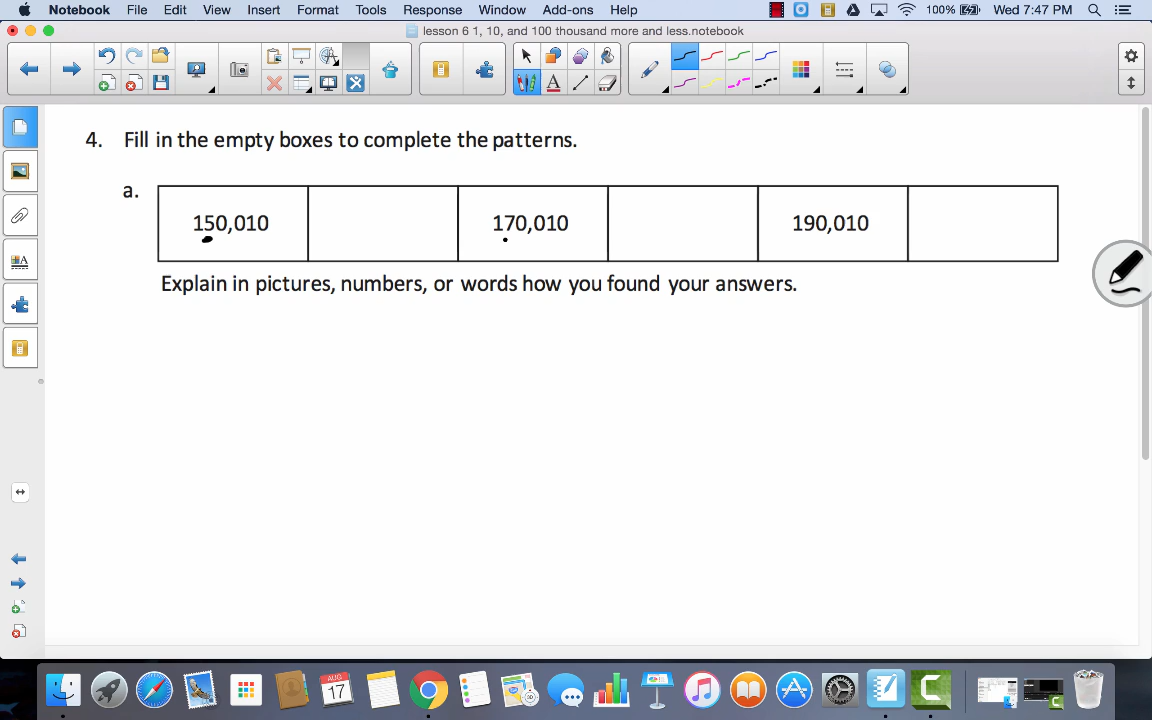 Notebook File Edit View Insert Format Tools Response Window Add-ons Help 100% Wed 7:47 PM
lesson 6 1, 10, and 100 thousand more and less.notebook
4. Fill in the empty boxes to complete the patterns.
a. 150,010 170,010 190,010
Explain in pictures, numbers, or words how you found your answers.
AUG
17